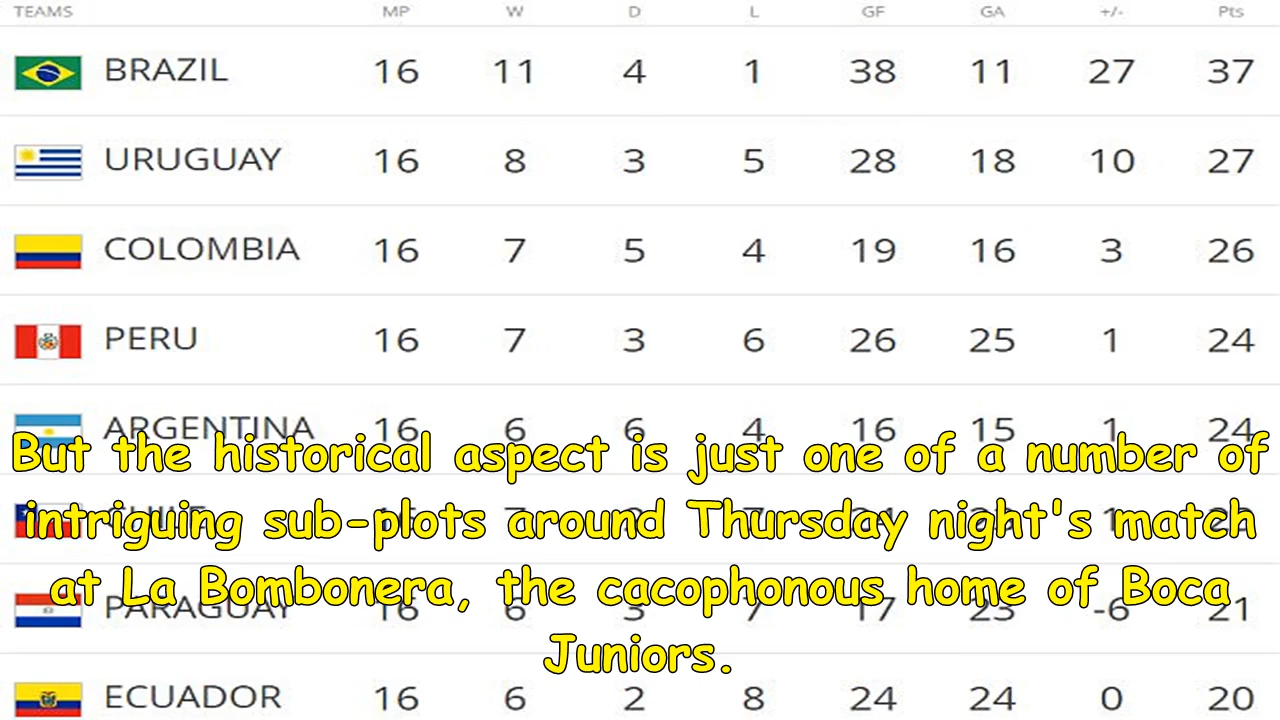 TEAMS MP W D L GF GA +/- Pts
BRAZIL 16 11 4 1 38 11 27 37
URUGUAY 16 8 3 5 28 18 10 27
COLOMBIA 16 7 5 4 19 16 3 26
PERU 16 7 3 6 26 25 1 24
ARGENTINA 16 6 6 4 16 15 1 24
But the historical aspect is just one of a number of
intriguing sub-plots around Thursday night's match
at La Bombonera, the cacophonous home of Boca
Juniors.
PARAGUAY 16 6 3 7 17 23 -6 21
ECUADOR 16 6 2 8 24 24 0 20